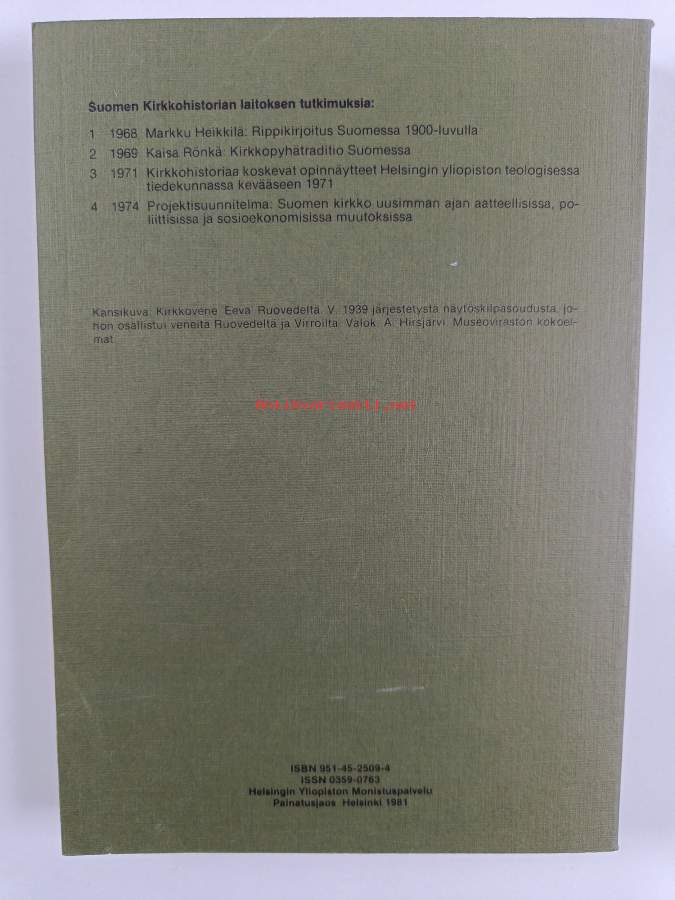 Suomen Kirkkohistorian laitoksen tutkimuksia:
1 1968 Markku Heikkilä: Rippikirjoitus Suomessa 1900-luvulla
2 1969 Kaisa Rönkä: Kirkkopyhätraditio Suomessa
3 1971 Kirkkohistoriaa koskevat opinnäytteet Helsingin yliopiston teologisessa
tiedekunnassa kevääseen 1971
4 1974 Projektisuunnitelma: Suomen kirkko uusimman ajan aatteellisissa, po-
liittisissa ja sosioekonomisissa muutoksissa
Kansikuva: Kirkkovene Eeva Ruovedeltä. V. 1939 järjestetystä näytöskilpasoudusta, jo-
hon osallistui veneitä Ruovedeltä ja Virroilta. Valok. A. Hirsjärvi. Museoviraston kokoel-
mat.
Antikvariaatti.net
ISBN 951-45-2509-4
ISSN 0359-0763
Helsingin Yliopiston Monistuspalvelu
Painatusjaos Helsinki 1981